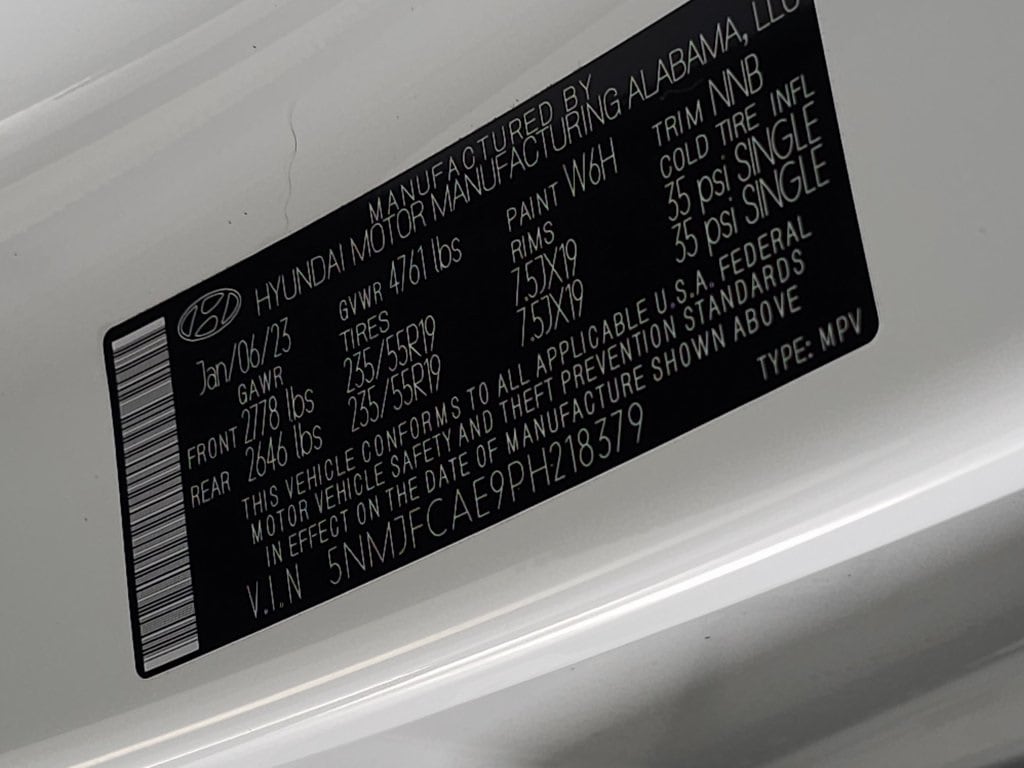 MANUFACTURED BY
HYUNDAI MOTOR MANUFACTURING ALABAMA, LLC
Jan/06/23 GVWR 4761 lbs PAINT W6H TRIM NNB
GAWR TIRES RIMS COLD TIRE INFL
FRONT 2778 lbs 235/55R19 7.5JX19 35 psi SINGLE
REAR 2646 lbs 235/55R19 7.5JX19 35 psi SINGLE
THIS VEHICLE CONFORMS TO ALL APPLICABLE U.S.A. FEDERAL
MOTOR VEHICLE SAFETY AND THEFT PREVENTION STANDARDS
IN EFFECT ON THE DATE OF MANUFACTURE SHOWN ABOVE
V.I.N 5NMJFCAE9PH218379 TYPE: MPV